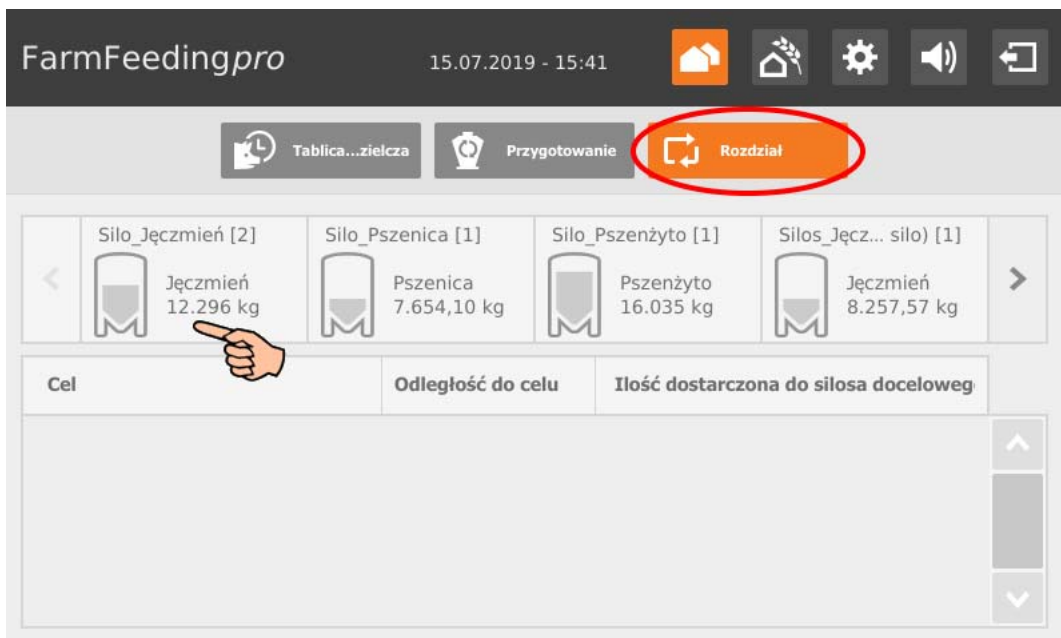 FarmFeedingpro 15.07.2019 - 15:41
Tablica...zielcza Przygotowanie Rozdział
Silo_Jęczmień [2] Silo_Pszenica [1] Silo_Pszenżyto [1] Silos_Jęcz... silo) [1]
Jęczmień Pszenica Pszenżyto Jęczmień
12.296 kg 7.654,10 kg 16.035 kg 8.257,57 kg
Cel Odległość do celu Ilość dostarczona do silosa doceloweg